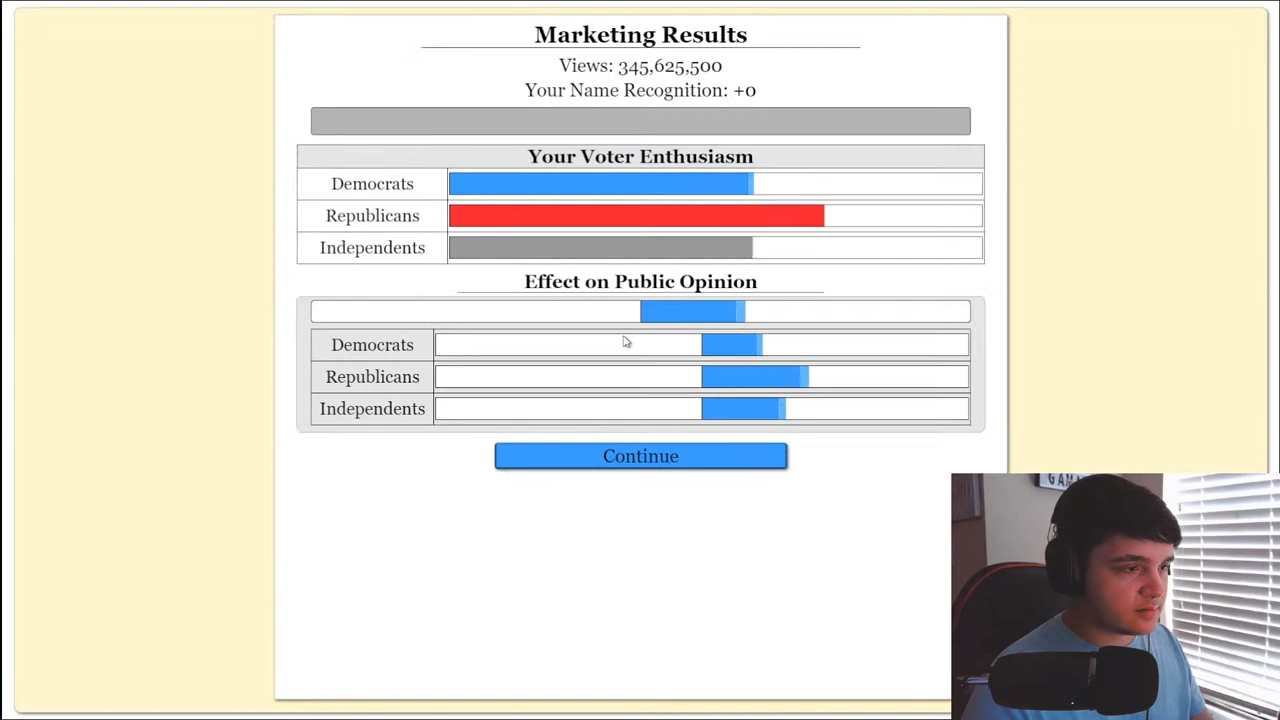 Marketing Results
Views: 345,625,500
Your Name Recognition: +0
Your Voter Enthusiasm
Democrats
Republicans
Independents
Effect on Public Opinion
Democrats
Republicans
Independents
Continue